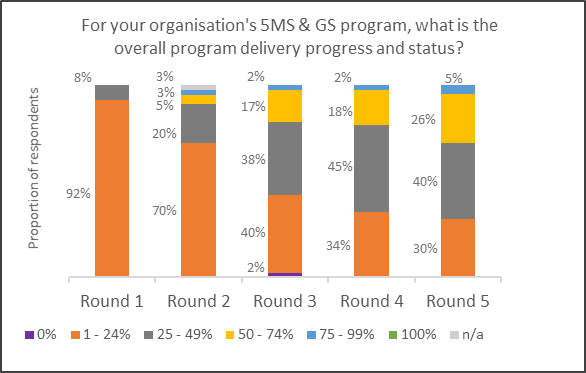 For your organisation's 5MS & GS program, what is the
overall program delivery progress and status?
Proportion of respondents
8% 3% 2% 2% 5%
3%
5% 17% 18% 26%
20% 38% 45% 40%
92% 70% 40% 34% 30%
2%
Round 1 Round 2 Round 3 Round 4 Round 5
0% 1 - 24% 25 - 49% 50 - 74% 75 - 99% 100% n/a